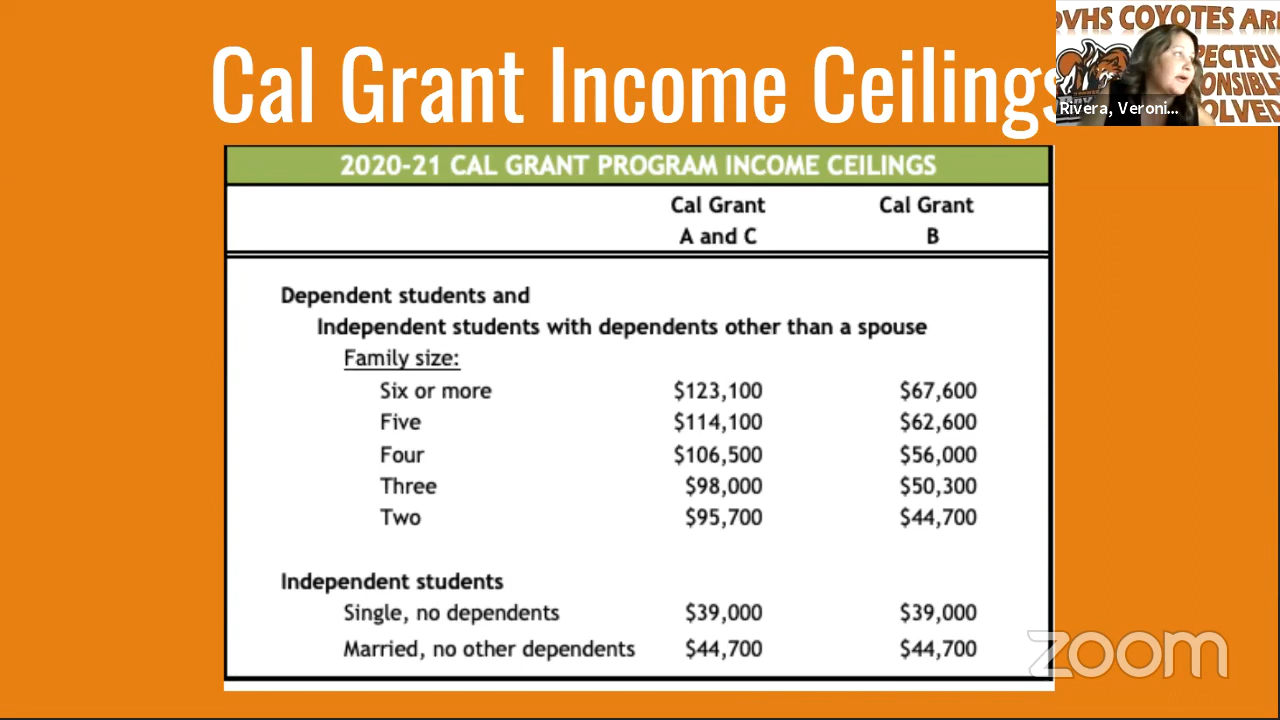 Cal Grant Income Ceilings
OVHS COYOTES ARE
Rivera, Veroni...
2020-21 CAL GRANT PROGRAM INCOME CEILINGS
Cal Grant Cal Grant
A and C B
Dependent students and
Independent students with dependents other than a spouse
Family size:
Six or more $123,100 $67,600
Five $114,100 $62,600
Four $106,500 $56,000
Three $98,000 $50,300
Two $95,700 $44,700
Independent students
Single, no dependents $39,000 $39,000
Married, no other dependents $44,700 $44,700
zoom